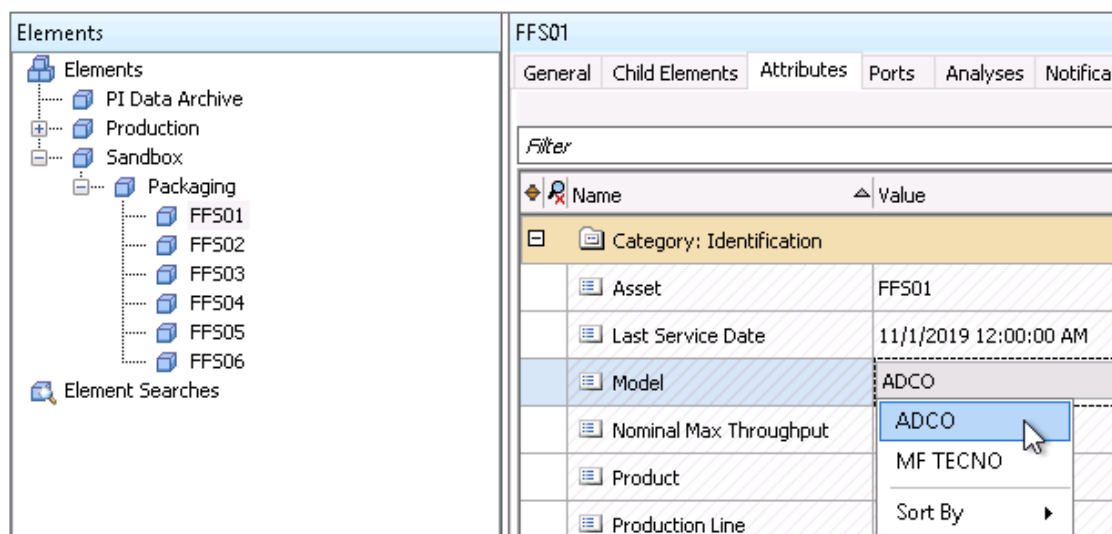 Elements
Elements
PI Data Archive
Production
Sandbox
Packaging
FFS01
FFS02
FFS03
FFS04
FFS05
FFS06
Element Searches
FFS01
General Child Elements Attributes Ports Analyses Notifica
Filter
Name Value
Category: Identification
Asset FFS01
Last Service Date 11/1/2019 12:00:00 AM
Model ADCO
ADCO
Nominal Max Throughput
MF TECNO
Product
Sort By
Production Line